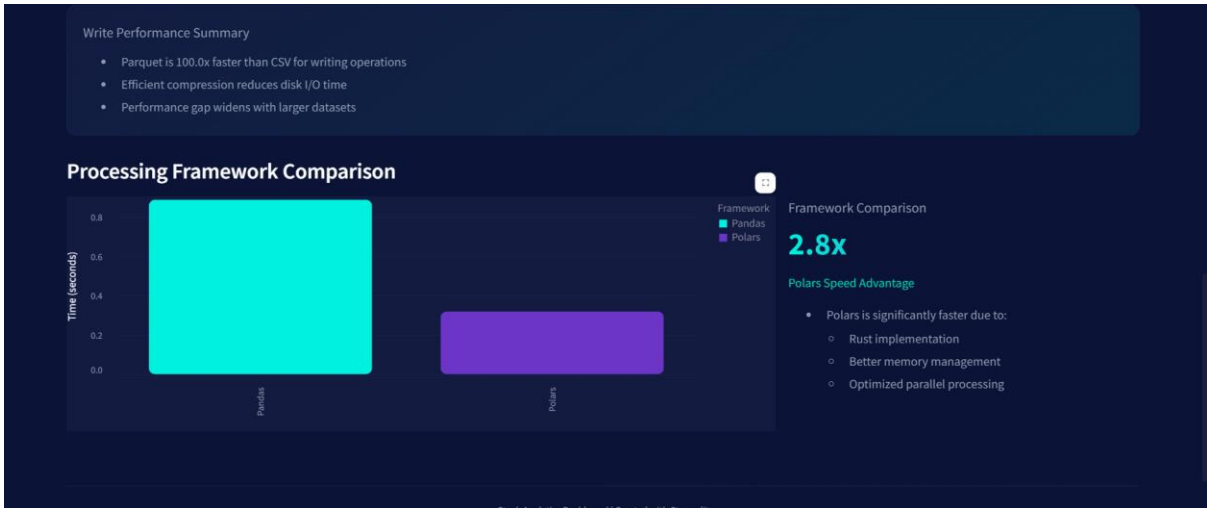 Write Performance Summary
• Parquet is 100.0x faster than CSV for writing operations
• Efficient compression reduces disk I/O time
• Performance gap widens with larger datasets
Processing Framework Comparison
Time (seconds)
0.8
0.6
0.4
0.2
0.0
Pandas
Polars
Framework
Pandas
Polars
Framework Comparison
2.8x
Polars Speed Advantage
• Polars is significantly faster due to:
○ Rust implementation
○ Better memory management
○ Optimized parallel processing